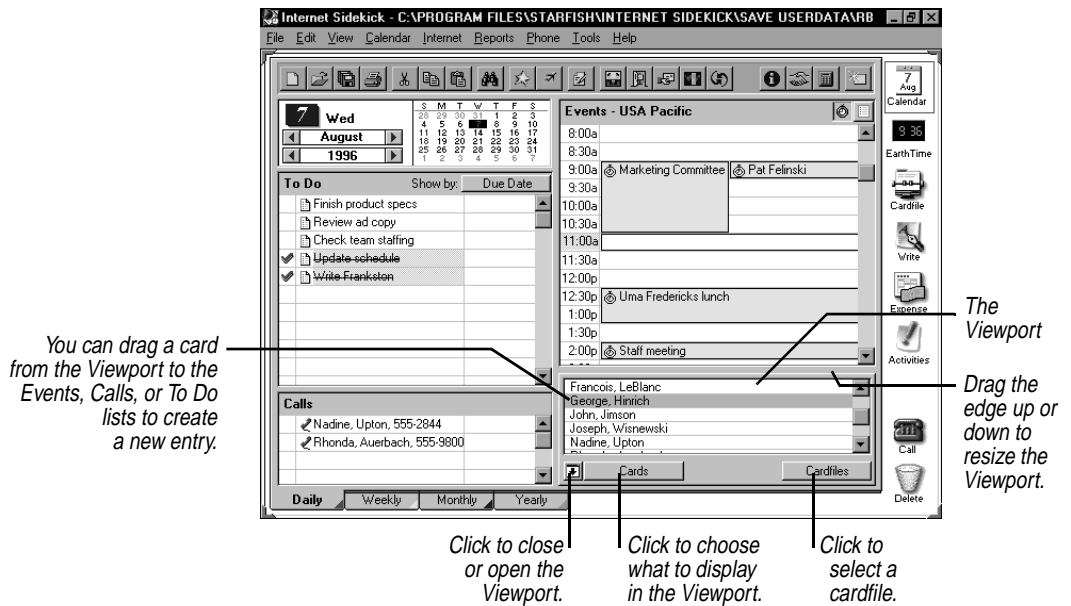 Internet Sidekick - C:\PROGRAM FILES\STARFISH\INTERNET SIDEKICK\SAVE USERDATA\RB
File Edit View Calendar Internet Reports Phone Tools Help
7 Wed
August
1996
S M T W T F S
28 29 30 31 1 2 3
4 5 6 7 8 9 10
11 12 13 14 15 16 17
18 19 20 21 22 23 24
25 26 27 28 29 30 31
1 2 3 4 5 6 7
To Do Show by: Due Date
Finish product specs
Review ad copy
Check team staffing
Update schedule
Write Frankston
Calls
Nadine, Upton, 555-2844
Rhonda, Auerbach, 555-9800
Daily Weekly Monthly Yearly
Events - USA Pacific
8:00a
8:30a
9:00a Marketing Committee Pat Felinski
9:30a
10:00a
10:30a
11:00a
11:30a
12:00p
12:30p Uma Fredericks lunch
1:00p
1:30p
2:00p Staff meeting
Francois, LeBlanc
George, Hinrich
John, Jimson
Joseph, Wisnewski
Nadine, Upton
Cards Cardfiles
7
Aug
Calendar
9 36
EarthTime
Cardfile
Write
Expense
Activities
Call
Delete
You can drag a card
from the Viewport to the
Events, Calls, or To Do
lists to create
a new entry.
The
Viewport
Drag the
edge up or
down to
resize the
Viewport.
Click to close
or open the
Viewport.
Click to choose
what to display
in the Viewport.
Click to
select a
cardfile.